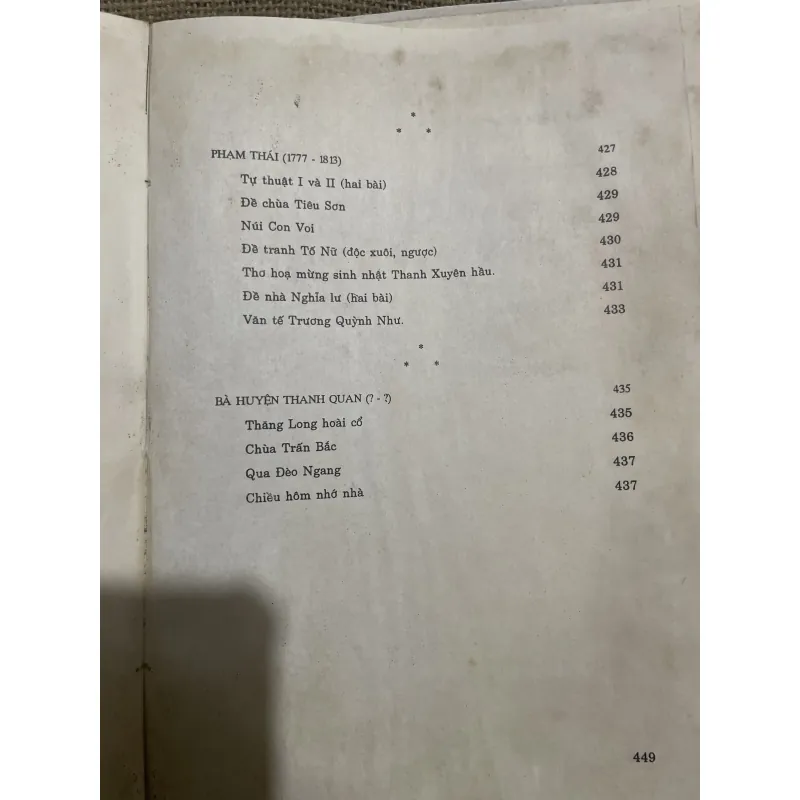 *
* *
PHẠM THÁI (1777 - 1813) 427
Tự thuật I và II (hai bài) 428
Đề chùa Tiêu Sơn 429
Núi Con Voi 429
Đề tranh Tố Nữ (độc xuôi, ngược) 430
Thơ hoạ mừng sinh nhật Thanh Xuyên hầu. 431
Đề nhà Nghĩa lư (hai bài) 431
Văn tế Trương Quỳnh Như. 433
*
* *
BÀ HUYỆN THANH QUAN (? - ?) 435
Thăng Long hoài cổ 435
Chùa Trấn Bắc 436
Qua Đèo Ngang 437
Chiều hôm nhớ nhà 437
449